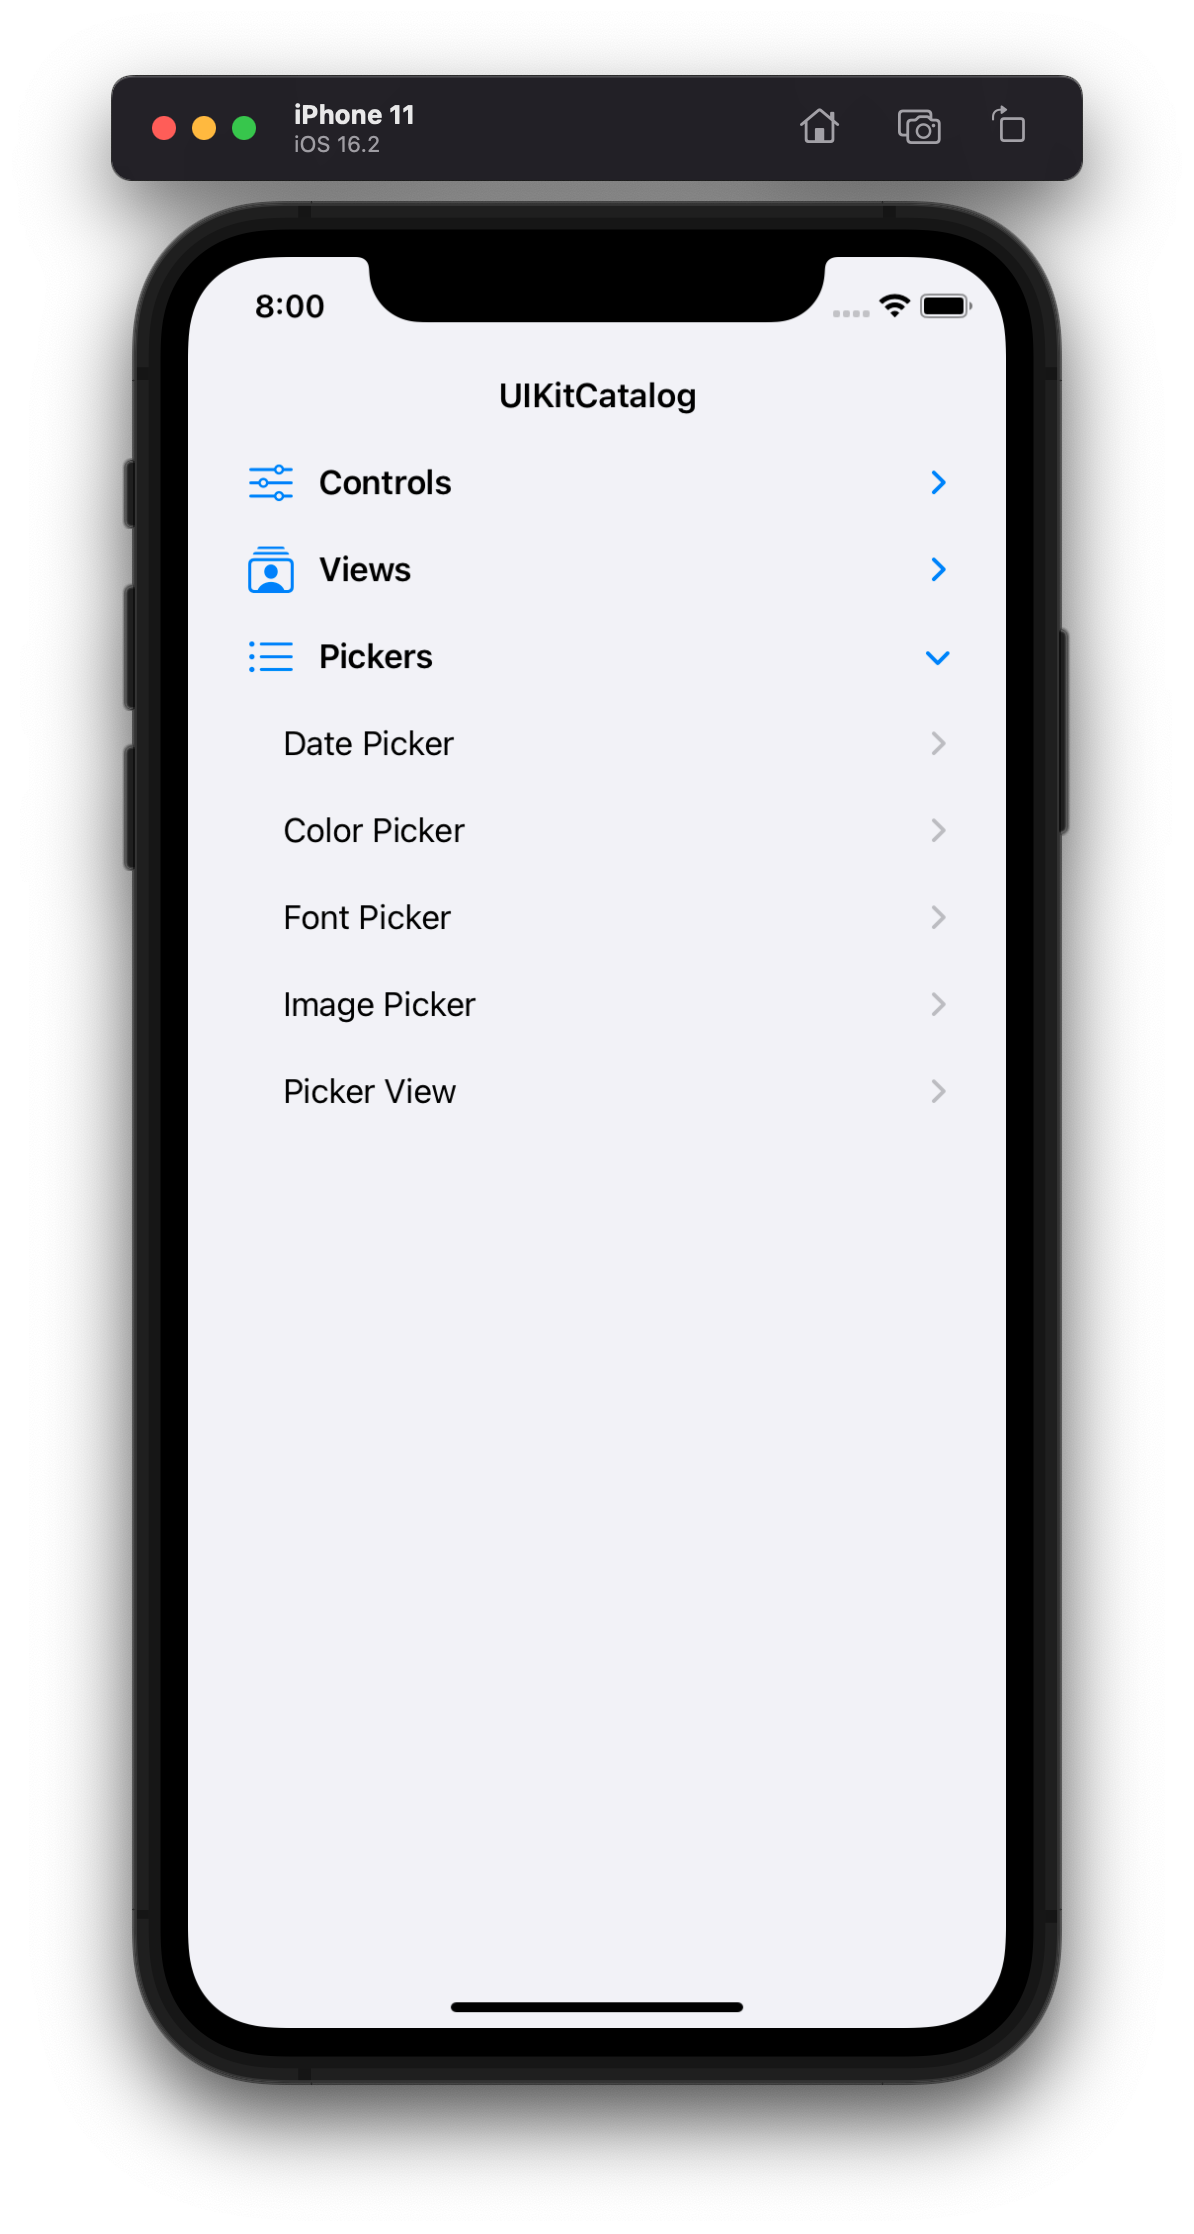 iPhone 11
iOS 16.2
8:00
UIKitCatalog
Controls
Views
Pickers
Date Picker
Color Picker
Font Picker
Image Picker
Picker View